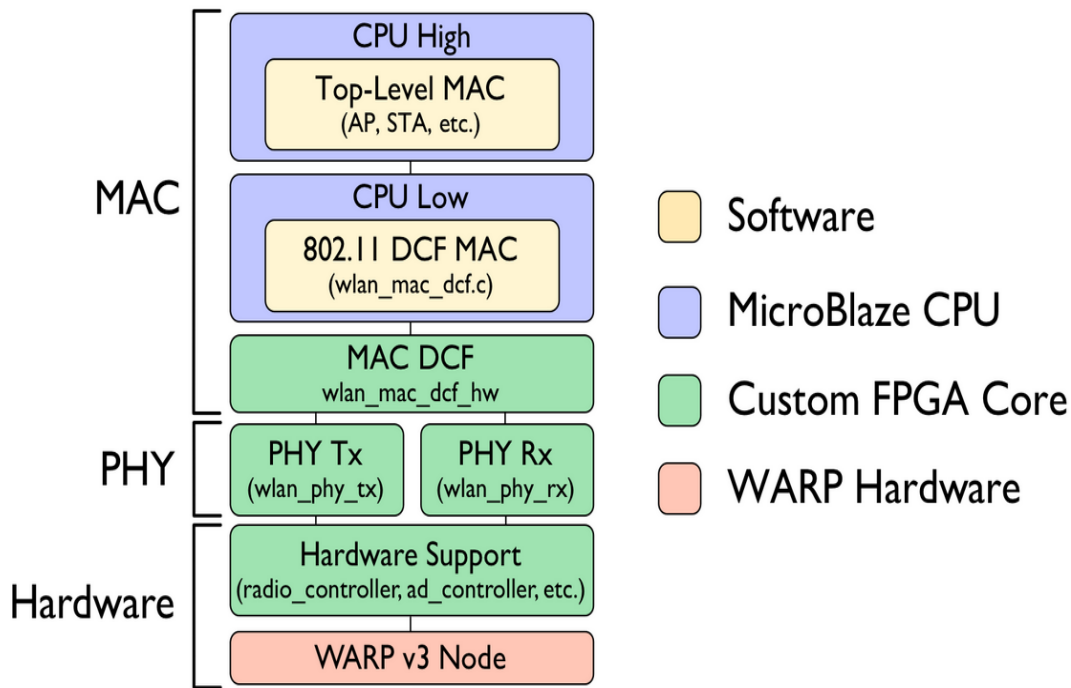 CPU High
Top-Level MAC
(AP, STA, etc.)
MAC
CPU Low
802.11 DCF MAC
(wlan_mac_dcf.c)
MAC DCF
wlan_mac_dcf_hw
PHY
PHY Tx
(wlan_phy_tx)
PHY Rx
(wlan_phy_rx)
Hardware
Hardware Support
(radio_controller, ad_controller, etc.)
WARP v3 Node
Software
MicroBlaze CPU
Custom FPGA Core
WARP Hardware